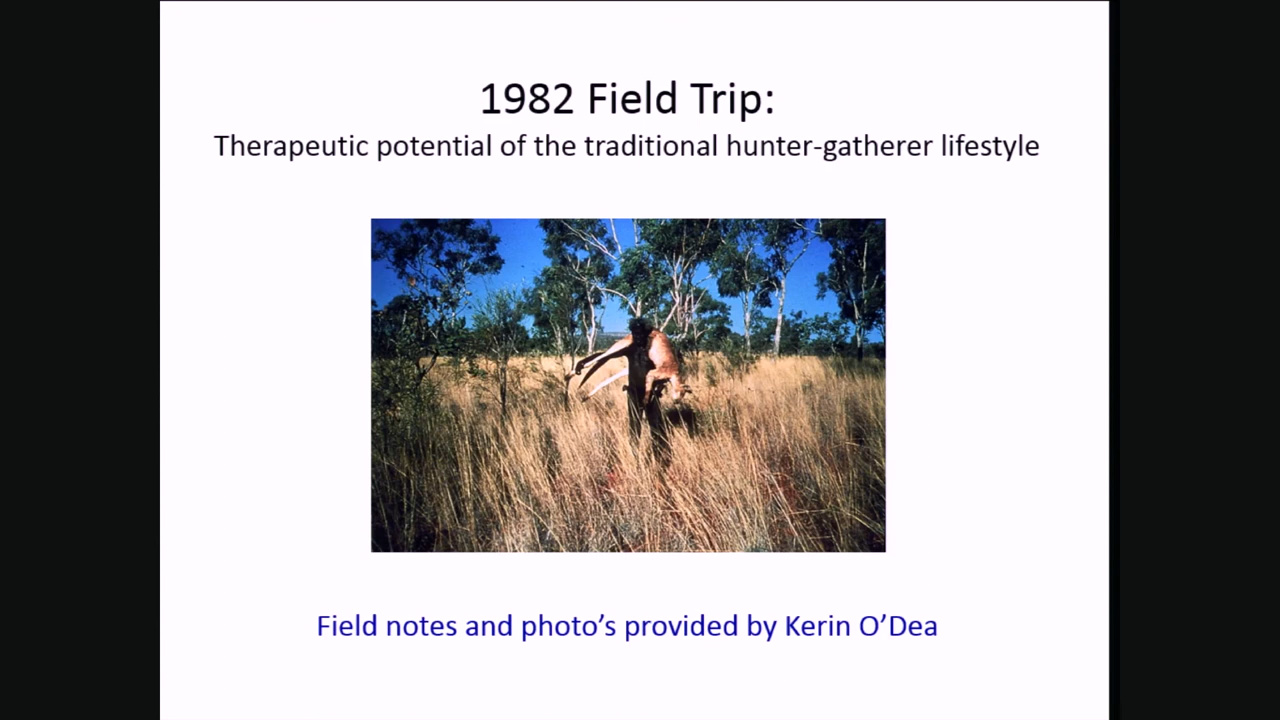 1982 Field Trip:
Therapeutic potential of the traditional hunter-gatherer lifestyle
Field notes and photo’s provided by Kerin O’Dea